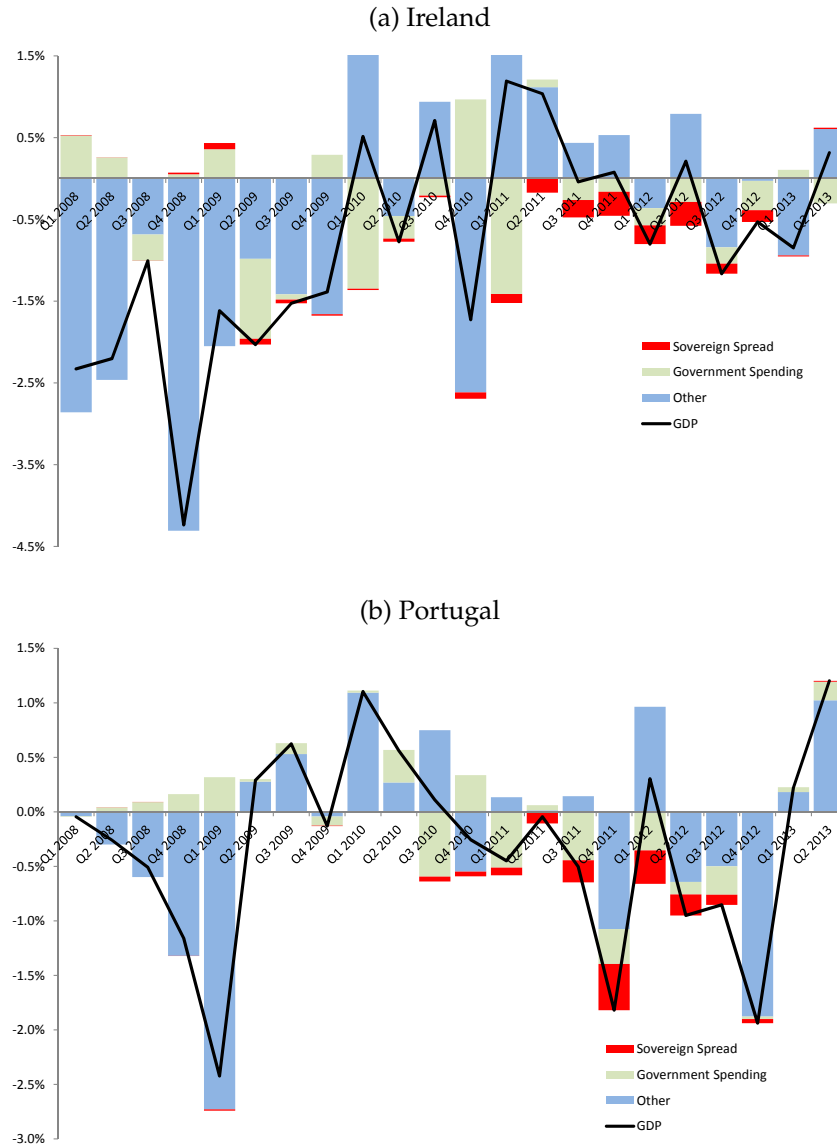 (a) Ireland
1.5%
0.5%
-0.5%
-1.5%
-2.5%
-3.5%
-4.5%
Q1 2008
Q2 2008
Q3 2008
Q4 2008
Q1 2009
Q2 2009
Q3 2009
Q4 2009
Q1 2010
Q2 2010
Q3 2010
Q4 2010
Q1 2011
Q2 2011
Q3 2011
Q4 2011
Q1 2012
Q2 2012
Q3 2012
Q4 2012
Q1 2013
Q2 2013
Sovereign Spread
Government Spending
Other
GDP
(b) Portugal
1.5%
1.0%
0.5%
0.0%
-0.5%
-1.0%
-1.5%
-2.0%
-2.5%
-3.0%
Q1 2008
Q2 2008
Q3 2008
Q4 2008
Q1 2009
Q2 2009
Q3 2009
Q4 2009
Q1 2010
Q2 2010
Q3 2010
Q4 2010
Q1 2011
Q2 2011
Q3 2011
Q4 2011
Q1 2012
Q2 2012
Q3 2012
Q4 2012
Q1 2013
Q2 2013
Sovereign Spread
Government Spending
Other
GDP